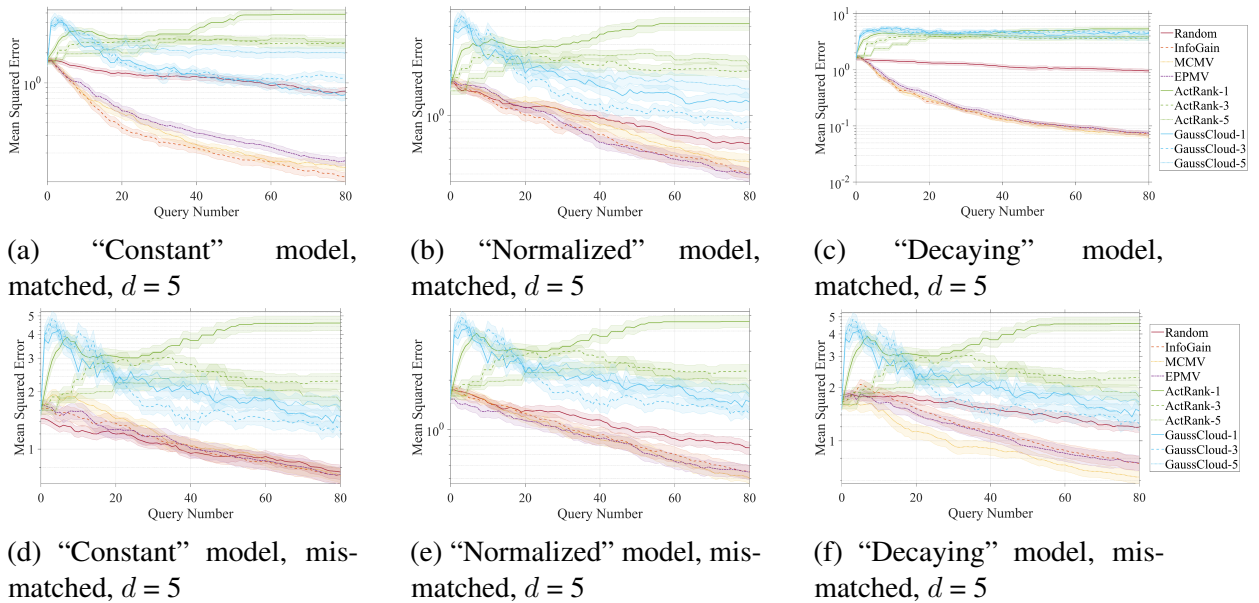 Mean Squared Error
10^0
0 20 40 60 80
Query Number
(a) “Constant” model,
matched, d = 5
Mean Squared Error
10^0
0 20 40 60 80
Query Number
(b) “Normalized” model,
matched, d = 5
Mean Squared Error
10^1
10^0
10^-1
10^-2
0 20 40 60 80
Query Number
Random
InfoGain
MCMV
EPMV
ActRank-1
ActRank-3
ActRank-5
GaussCloud-1
GaussCloud-3
GaussCloud-5
(c) “Decaying” model,
matched, d = 5
Mean Squared Error
5
4
3
2
1
0 20 40 60 80
Query Number
(d) “Constant” model, mis-
matched, d = 5
Mean Squared Error
10^0
0 20 40 60 80
Query Number
(e) “Normalized” model, mis-
matched, d = 5
Mean Squared Error
5
4
3
2
1
0 20 40 60 80
Query Number
Random
InfoGain
MCMV
EPMV
ActRank-1
ActRank-3
ActRank-5
GaussCloud-1
GaussCloud-3
GaussCloud-5
(f) “Decaying” model, mis-
matched, d = 5